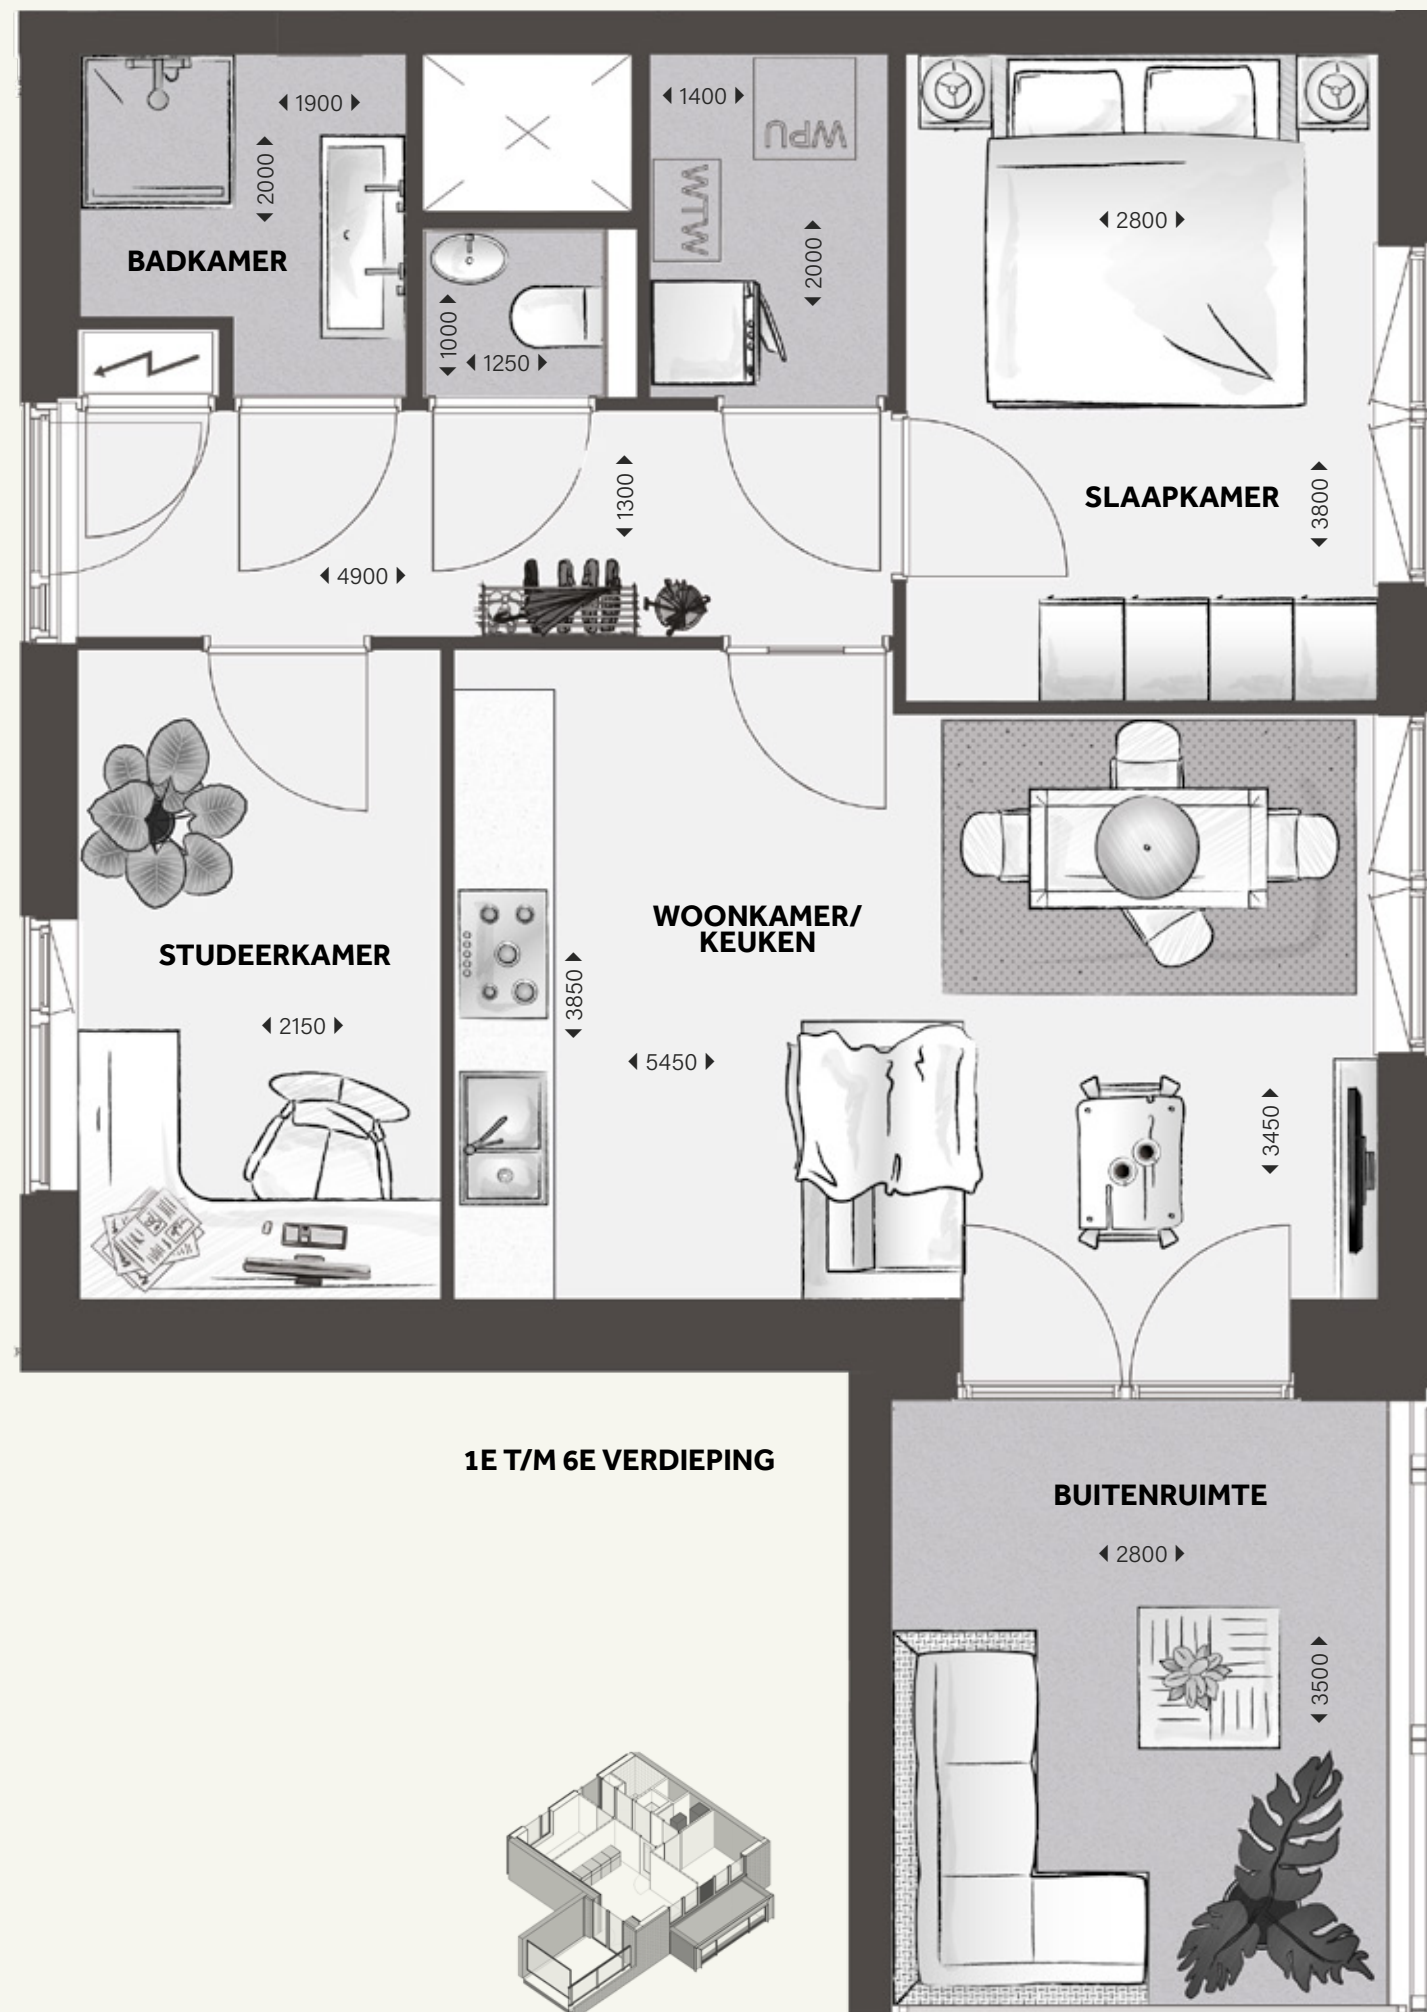 1900
2000
BADKAMER
1400
WPU
WTW
2000
2800
1000
1250
1300
SLAAPKAMER
3800
4900
WOONKAMER/
KEUKEN
STUDEERKAMER
3850
2150
5450
3450
1E T/M 6E VERDIEPING
BUITENRUIMTE
2800
3500